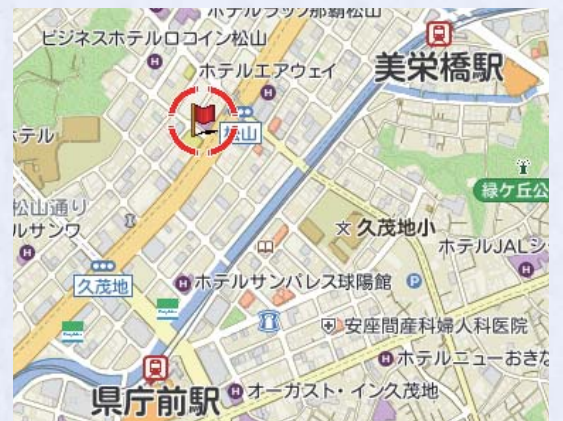 ホテルラッソ那覇松山
ビジネスホテルロコイン松山
ホテルエアウェイ
美栄橋駅
ホテル
松山
緑ケ丘公
松山通り
ルサンワ
文 久茂地小
ホテルJALシ
久茂地
ホテルサンパレス球陽館
P
安座間産科婦人科医院
ホテルニューおきな
県庁前駅
オーガスト・イン久茂地